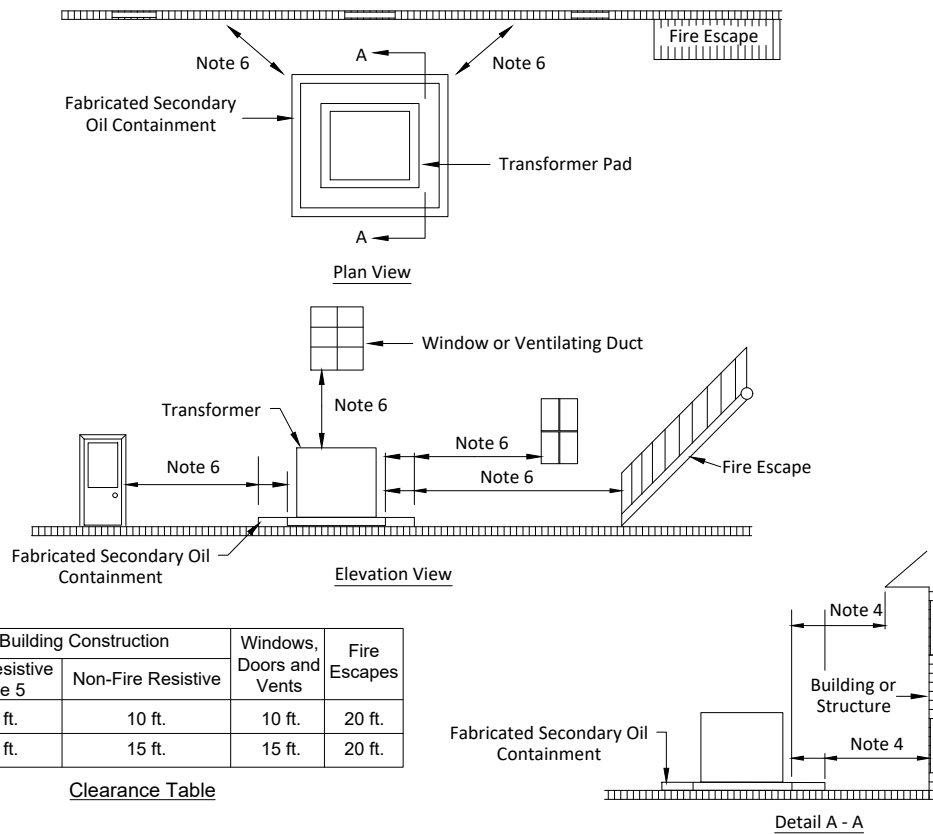 Fire Escape
A
Note 6
Note 6
Fabricated Secondary
Oil Containment
Transformer Pad
A
Plan View
Window or Ventilating Duct
Note 6
Transformer
Note 6
Note 6
Note 6
Fire Escape
Fabricated Secondary Oil
Containment
Elevation View
Building Construction
Windows,
Doors and
Vents
Fire
Escapes
Non-Fire Resistive
ft.
10 ft.
10 ft.
20 ft.
ft.
15 ft.
15 ft.
20 ft.
Clearance Table
Note 4
Building or
Structure
Fabricated Secondary Oil
Containment
Note 4
Detail A - A